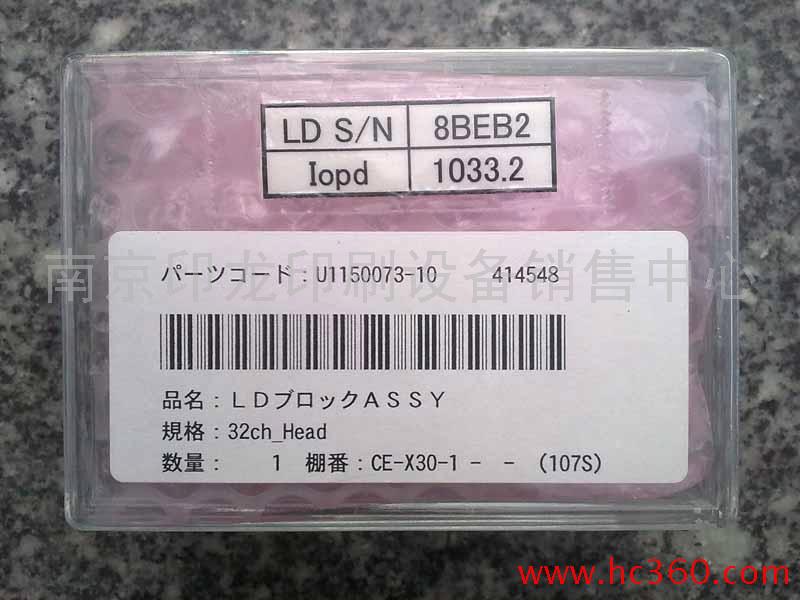 LD S/N 8BEB2
Iopd 1033.2
南京印龙印刷设备销售中心
パーツコード：U1150073-10 414548
品名：ＬＤブロックＡＳＳＹ
規格：32ch_Head
数量： 1 棚番：CE-X30-1 - - (107S)
www.hc360.com